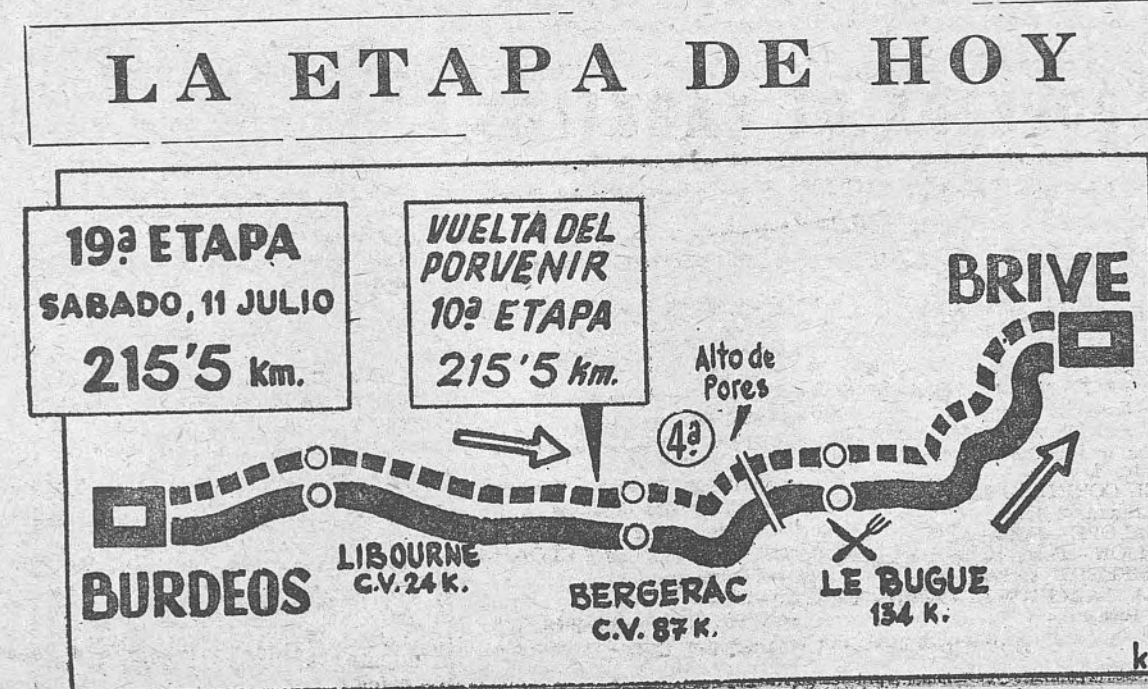 LA ETAPA DE HOY
19ª ETAPA
SABADO, 11 JULIO
215'5 Km.
VUELTA DEL
PORVENIR
10ª ETAPA
215'5 Km.
BRIVE
Alto de
Pores
4ª
LIBOURNE
C.V. 24 K.
BURDEOS
BERGERAC
C.V. 87 K.
LE BUGUE
134 K.
k